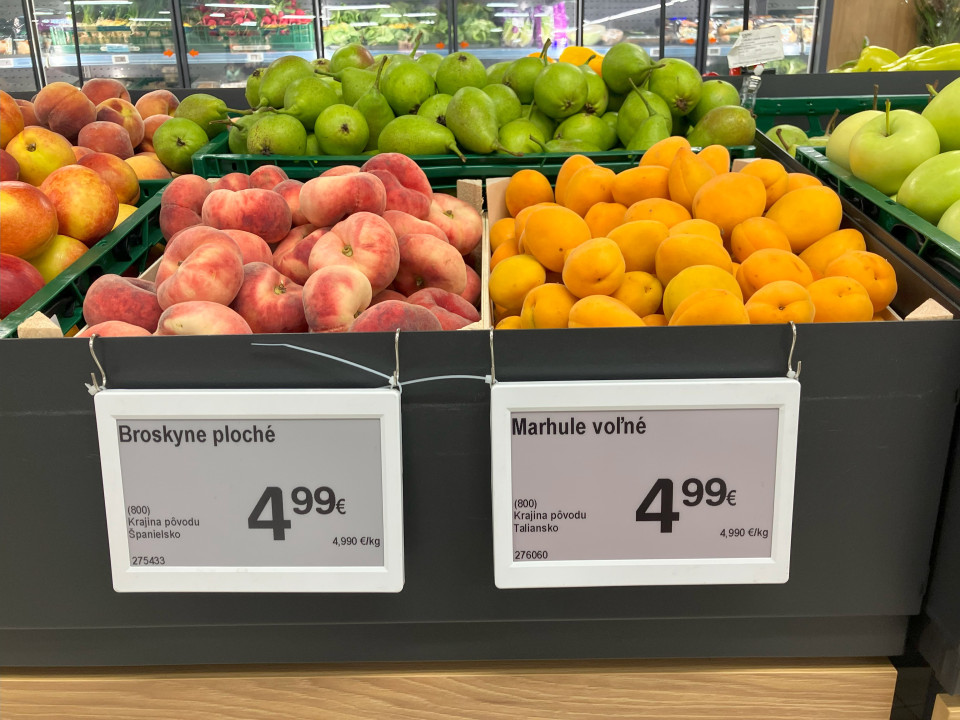 Broskyne ploché
4 99 €
(800)
Krajina pôvodu
Španielsko
4,990 €/kg
275433
Marhule voľné
4 99 €
(800)
Krajina pôvodu
Taliansko
4,990 €/kg
276060